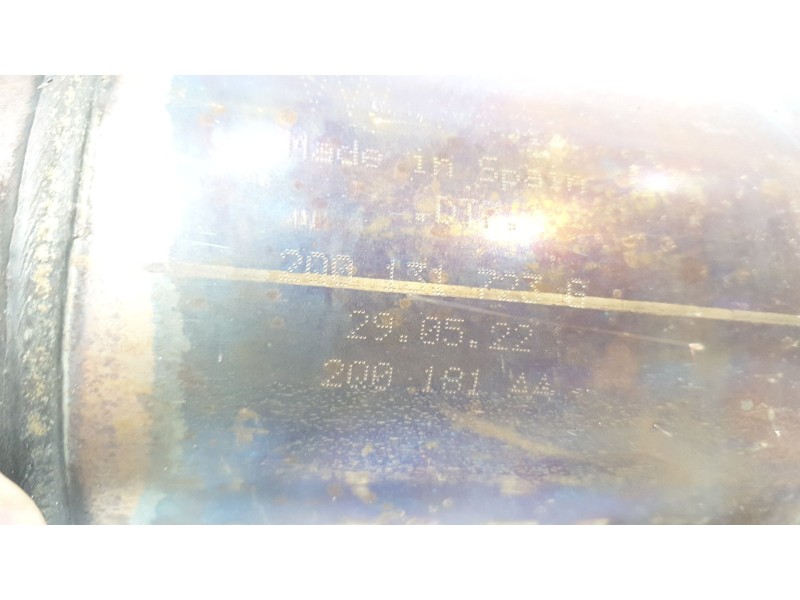 Made in Spain
2Q0 131 723 G
29.05.22
2Q0 181 AA